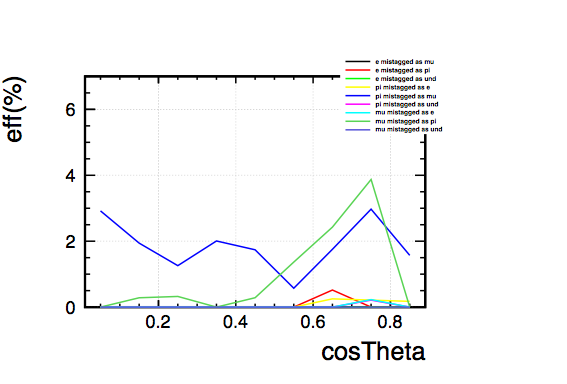 e mistagged as mu
e mistagged as pi
e mistagged as und
pi mistagged as e
pi mistagged as mu
pi mistagged as und
mu mistagged as e
mu mistagged as pi
mu mistagged as und
eff(%)
6
4
2
0
0.2 0.4 0.6 0.8
cosTheta